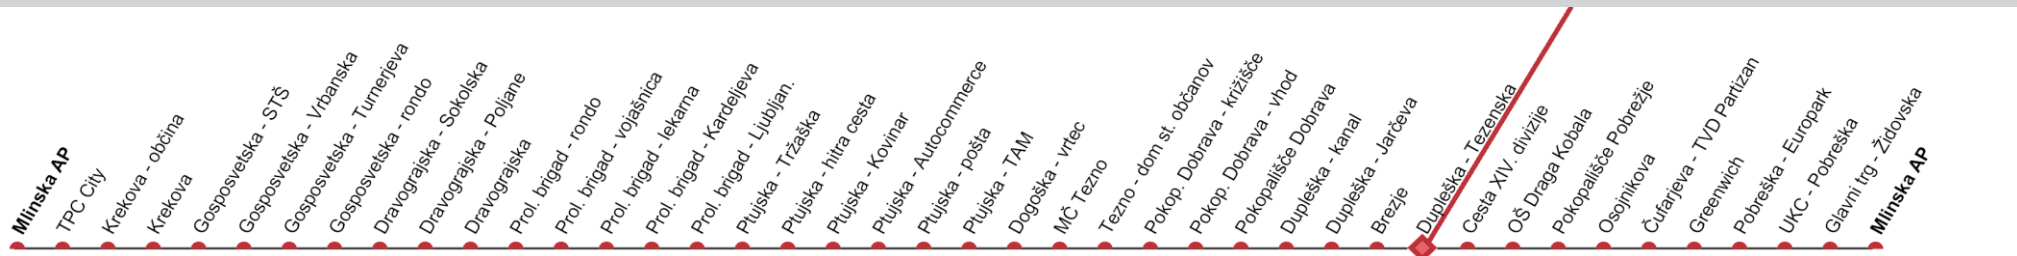 Mlinska AP
TPC City
Krekova - občina
Krekova
Gosposvetska - STŠ
Gosposvetska - Vrbanska
Gosposvetska - Turnerjeva
Gosposvetska - rondo
Dravograjska - Sokolska
Dravograjska - Poljane
Dravograjska
Prol. brigad - rondo
Prol. brigad - vojašnica
Prol. brigad - lekarna
Prol. brigad - Kardeljeva
Prol. brigad - Ljubljan.
Ptujska - Tržaška
Ptujska - hitra cesta
Ptujska - Kovinar
Ptujska - Autocommerce
Ptujska - pošta
Ptujska - TAM
Dogoška - vrtec
MČ Tezno
Tezno - dom st. občanov
Pokop. Dobrava - križišče
Pokop. Dobrava - vhod
Pokopališče Dobrava
Dupleška - kanal
Dupleška - Jarčeva
Brezje
Dupleška - Tezenska
Cesta XIV. divizije
OŠ Draga Kobala
Pokopališče Pobrežje
Osojnikova
Čufarjeva - TVD Partizan
Greenwich
Pobreška - Europark
UKC - Pobreška
Glavni trg - Židovska
Mlinska AP